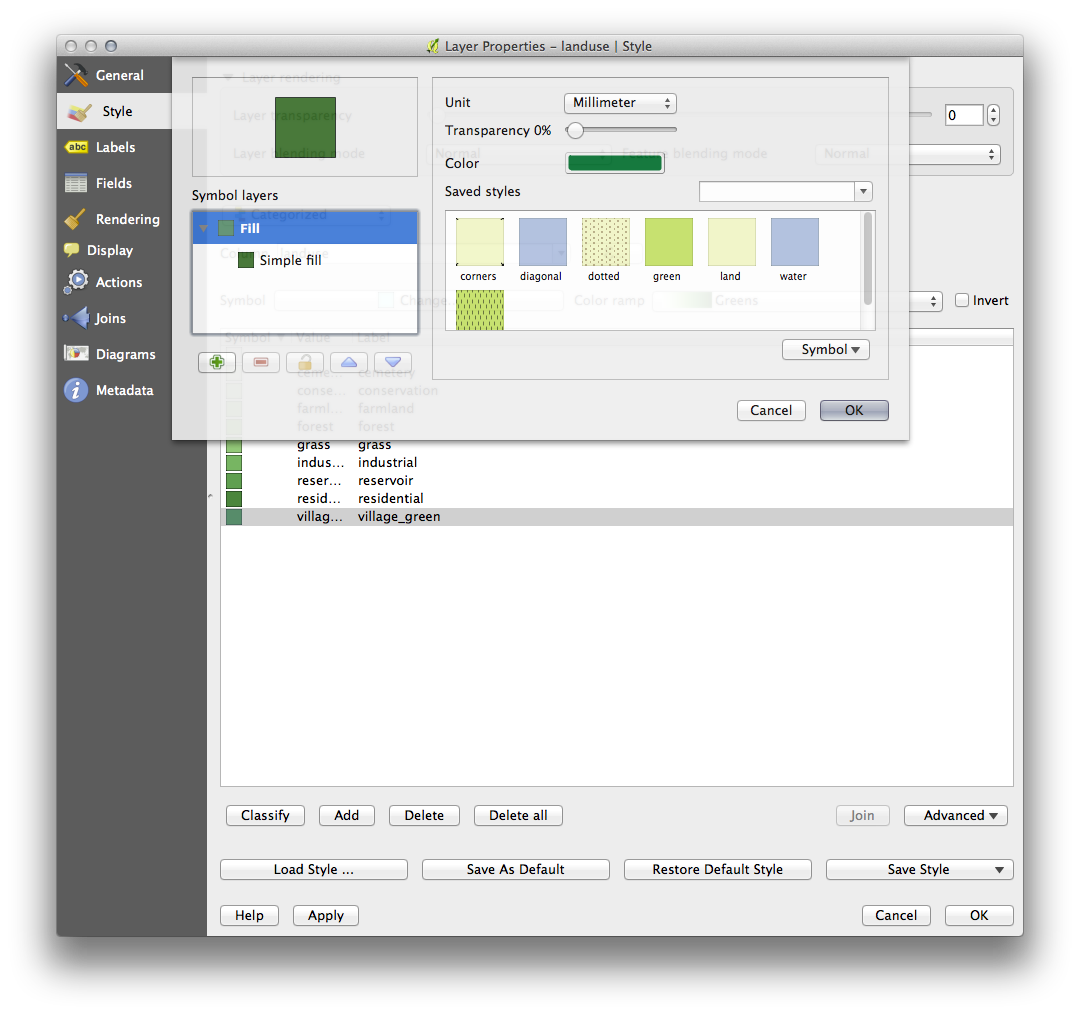 Layer Properties - landuse | Style
General
Style
Labels
abc
Fields
Rendering
Display
Actions
Joins
Diagrams
Metadata
Layer rendering
Layer transparency
0
Layer blending mode
Normal
Feature blending mode
Normal
Unit
Millimeter
Transparency 0%
Color
Saved styles
Symbol layers
Categorized
Fill
Simple fill
corners
diagonal
dotted
green
land
water
Symbol
Change
Color ramp
Greens
Invert
Symbol
Value
Label
Symbol
ceme... cemetery
conse... conservation
farml... farmland
forest forest
Cancel
OK
grass grass
indus... industrial
reser... reservoir
resid... residential
villag... village_green
Classify
Add
Delete
Delete all
Join
Advanced
Load Style ...
Save As Default
Restore Default Style
Save Style
Help
Apply
Cancel
OK